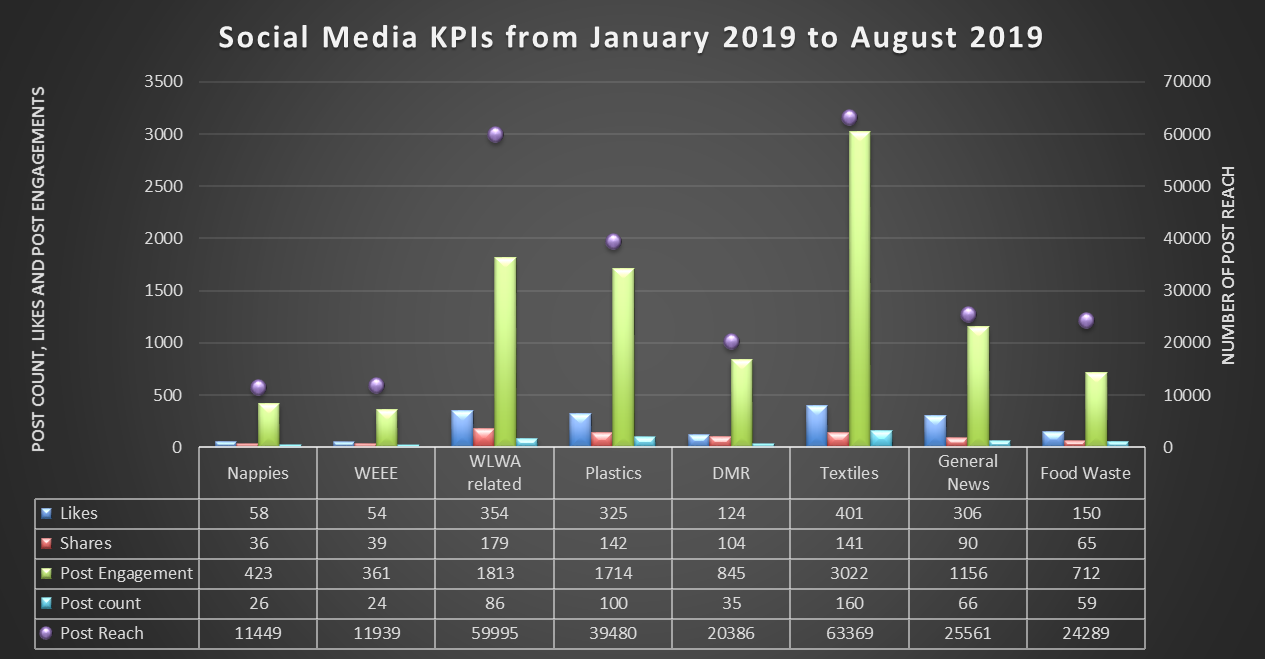 Social Media KPIs from January 2019 to August 2019
POST COUNT, LIKES AND POST ENGAGEMENTS
3500
3000
2500
2000
1500
1000
500
0
70000
60000
50000
40000
30000
20000
10000
0
NUMBER OF POST REACH
Nappies WEEE WLWA related Plastics DMR Textiles General News Food Waste
Likes 58 54 354 325 124 401 306 150
Shares 36 39 179 142 104 141 90 65
Post Engagement 423 361 1813 1714 845 3022 1156 712
Post count 26 24 86 100 35 160 66 59
Post Reach 11449 11939 59995 39480 20386 63369 25561 24289